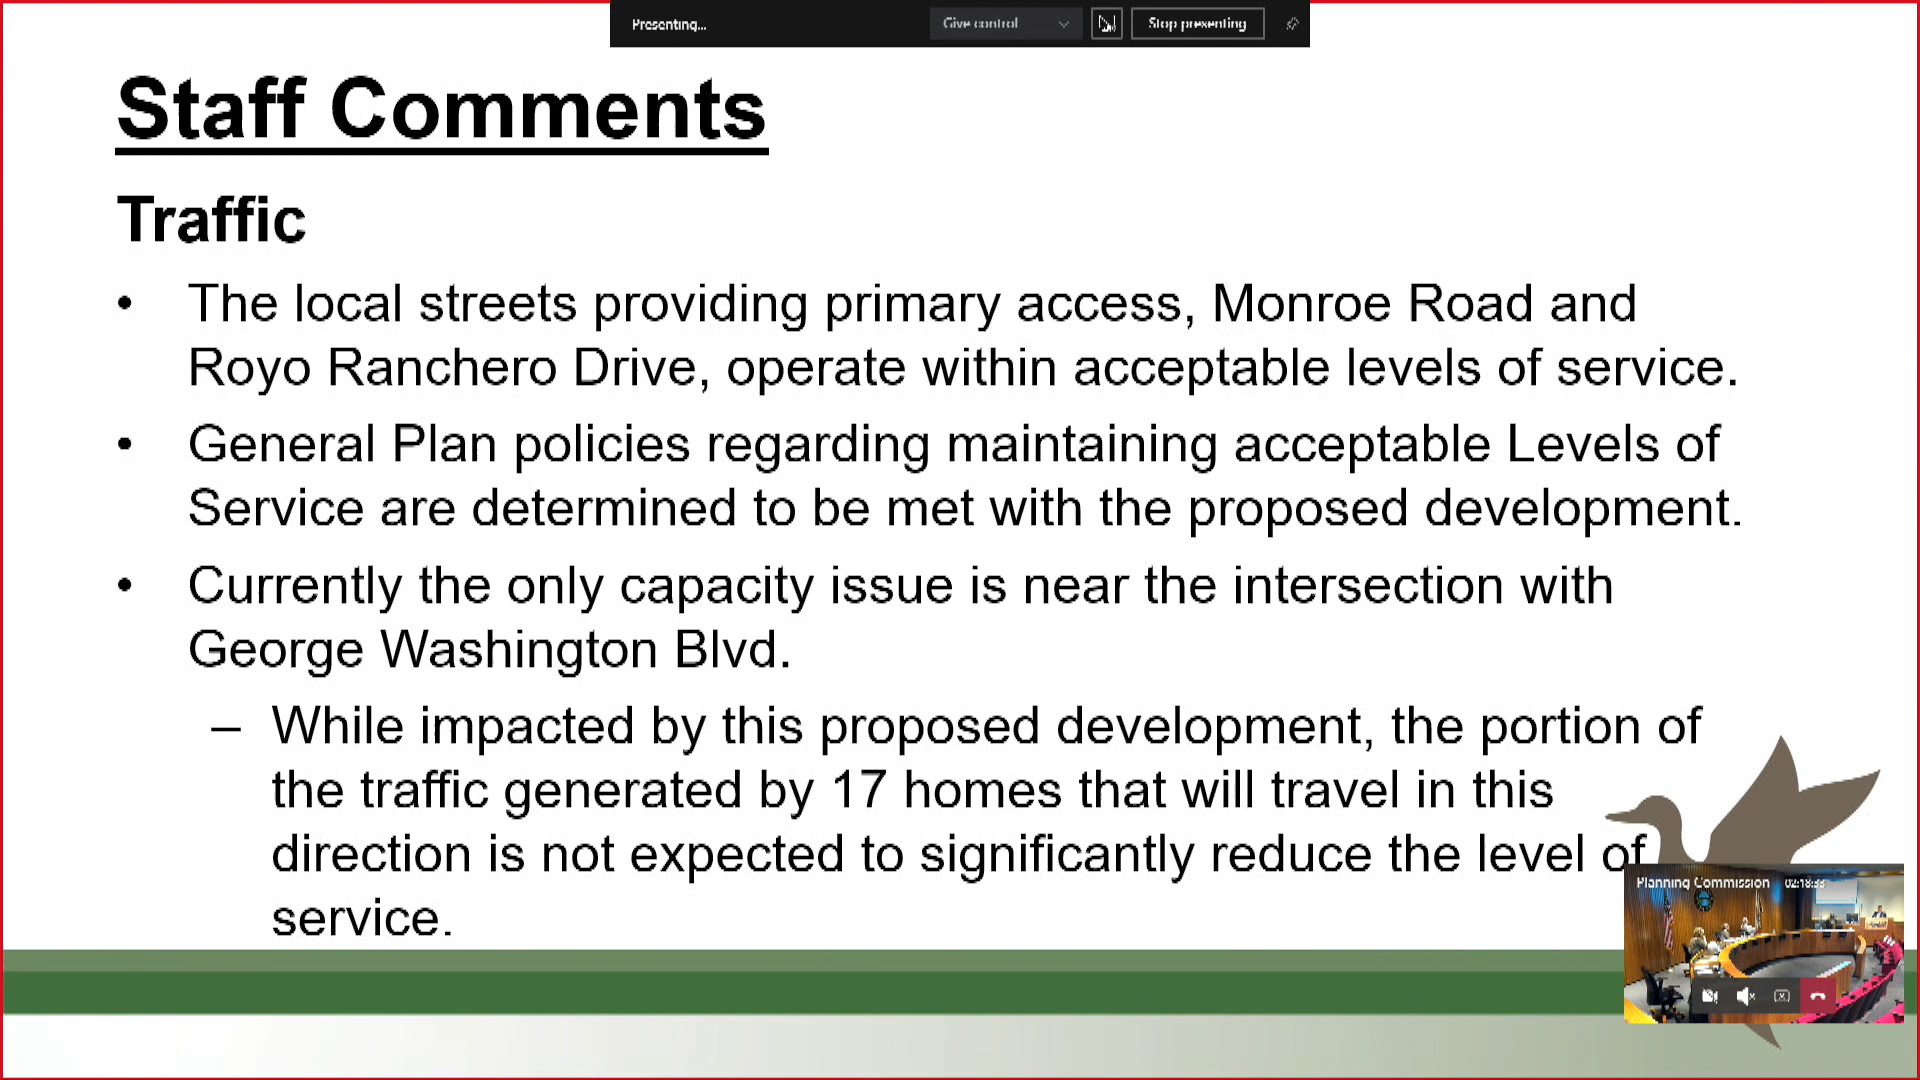 Presenting...
Give control
Stop presenting
Staff Comments
Traffic
• The local streets providing primary access, Monroe Road and
Royo Ranchero Drive, operate within acceptable levels of service.
• General Plan policies regarding maintaining acceptable Levels of
Service are determined to be met with the proposed development.
• Currently the only capacity issue is near the intersection with
George Washington Blvd.
– While impacted by this proposed development, the portion of
the traffic generated by 17 homes that will travel in this
direction is not expected to significantly reduce the level of
service.
Planning Commission 02:18:33